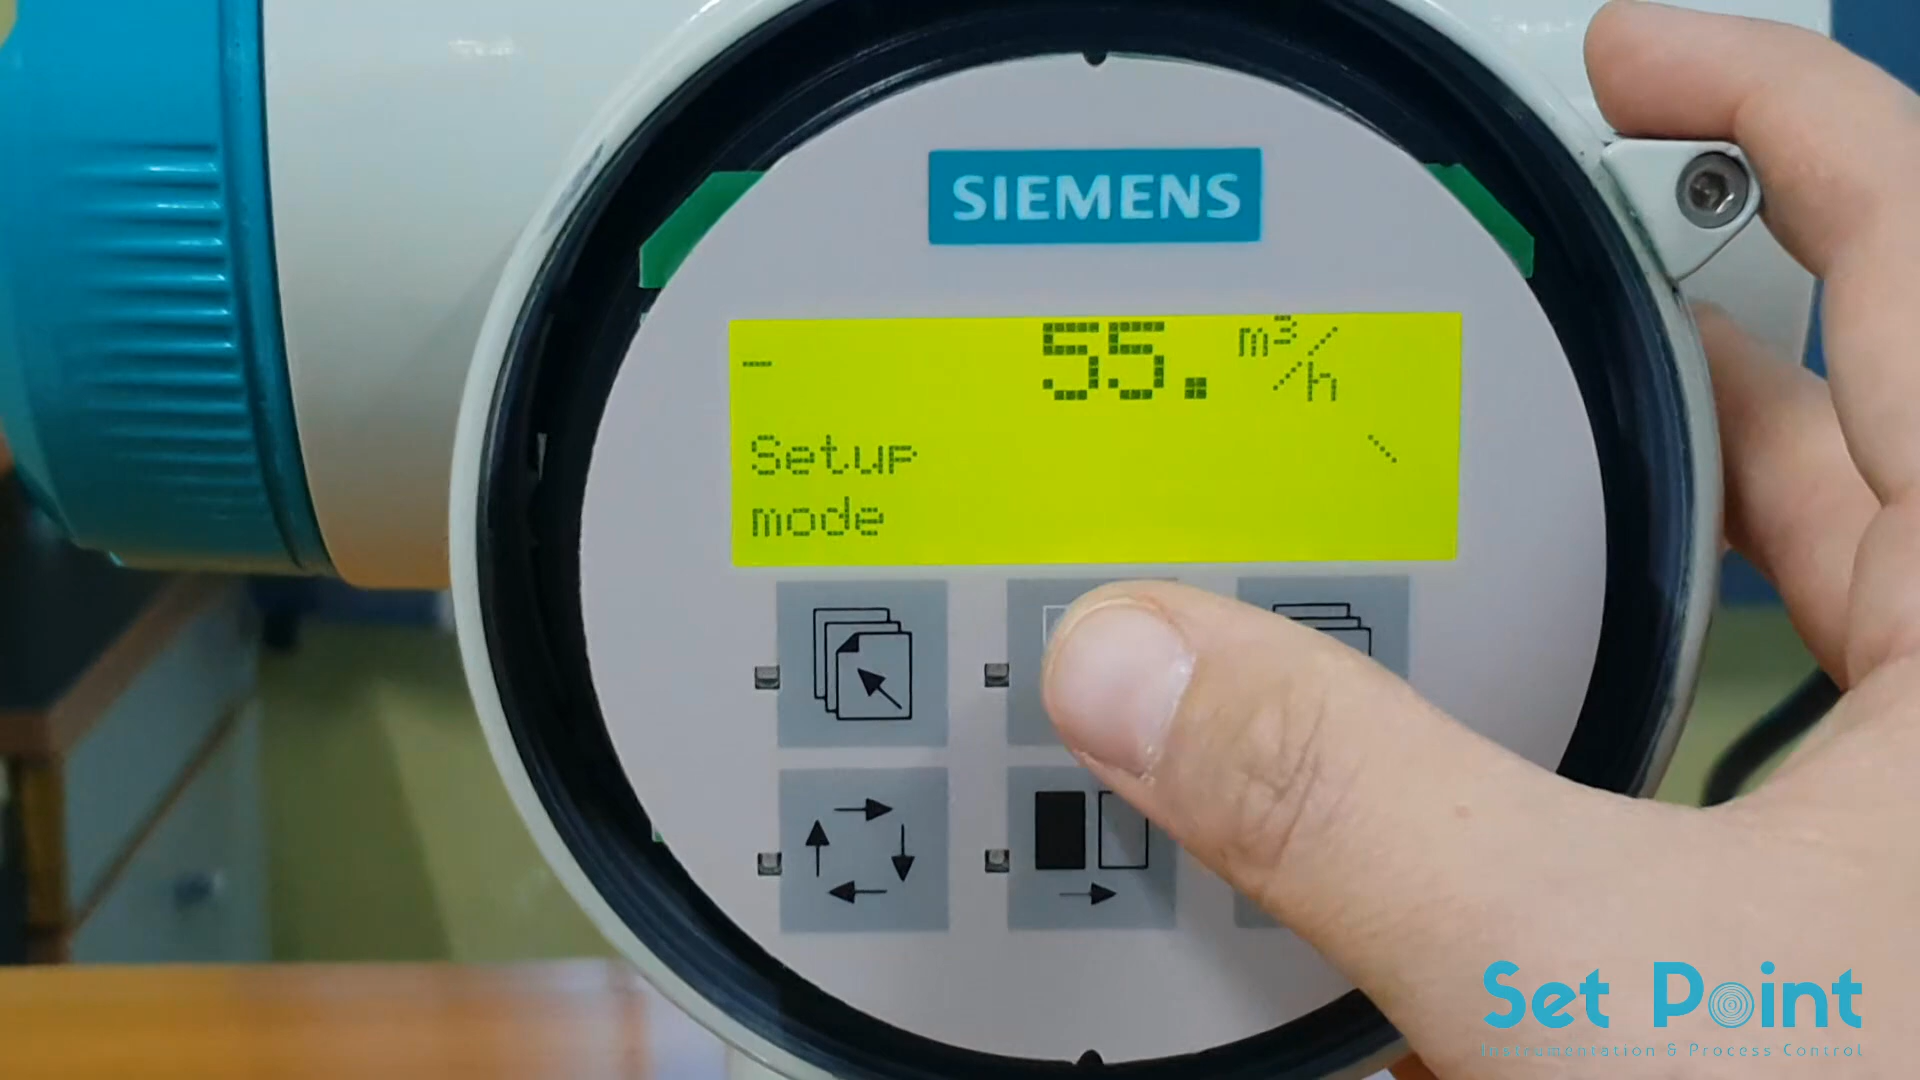 SIEMENS
– 55. m³/h
Setup
mode
Set Point
Instrumentation & Process Control